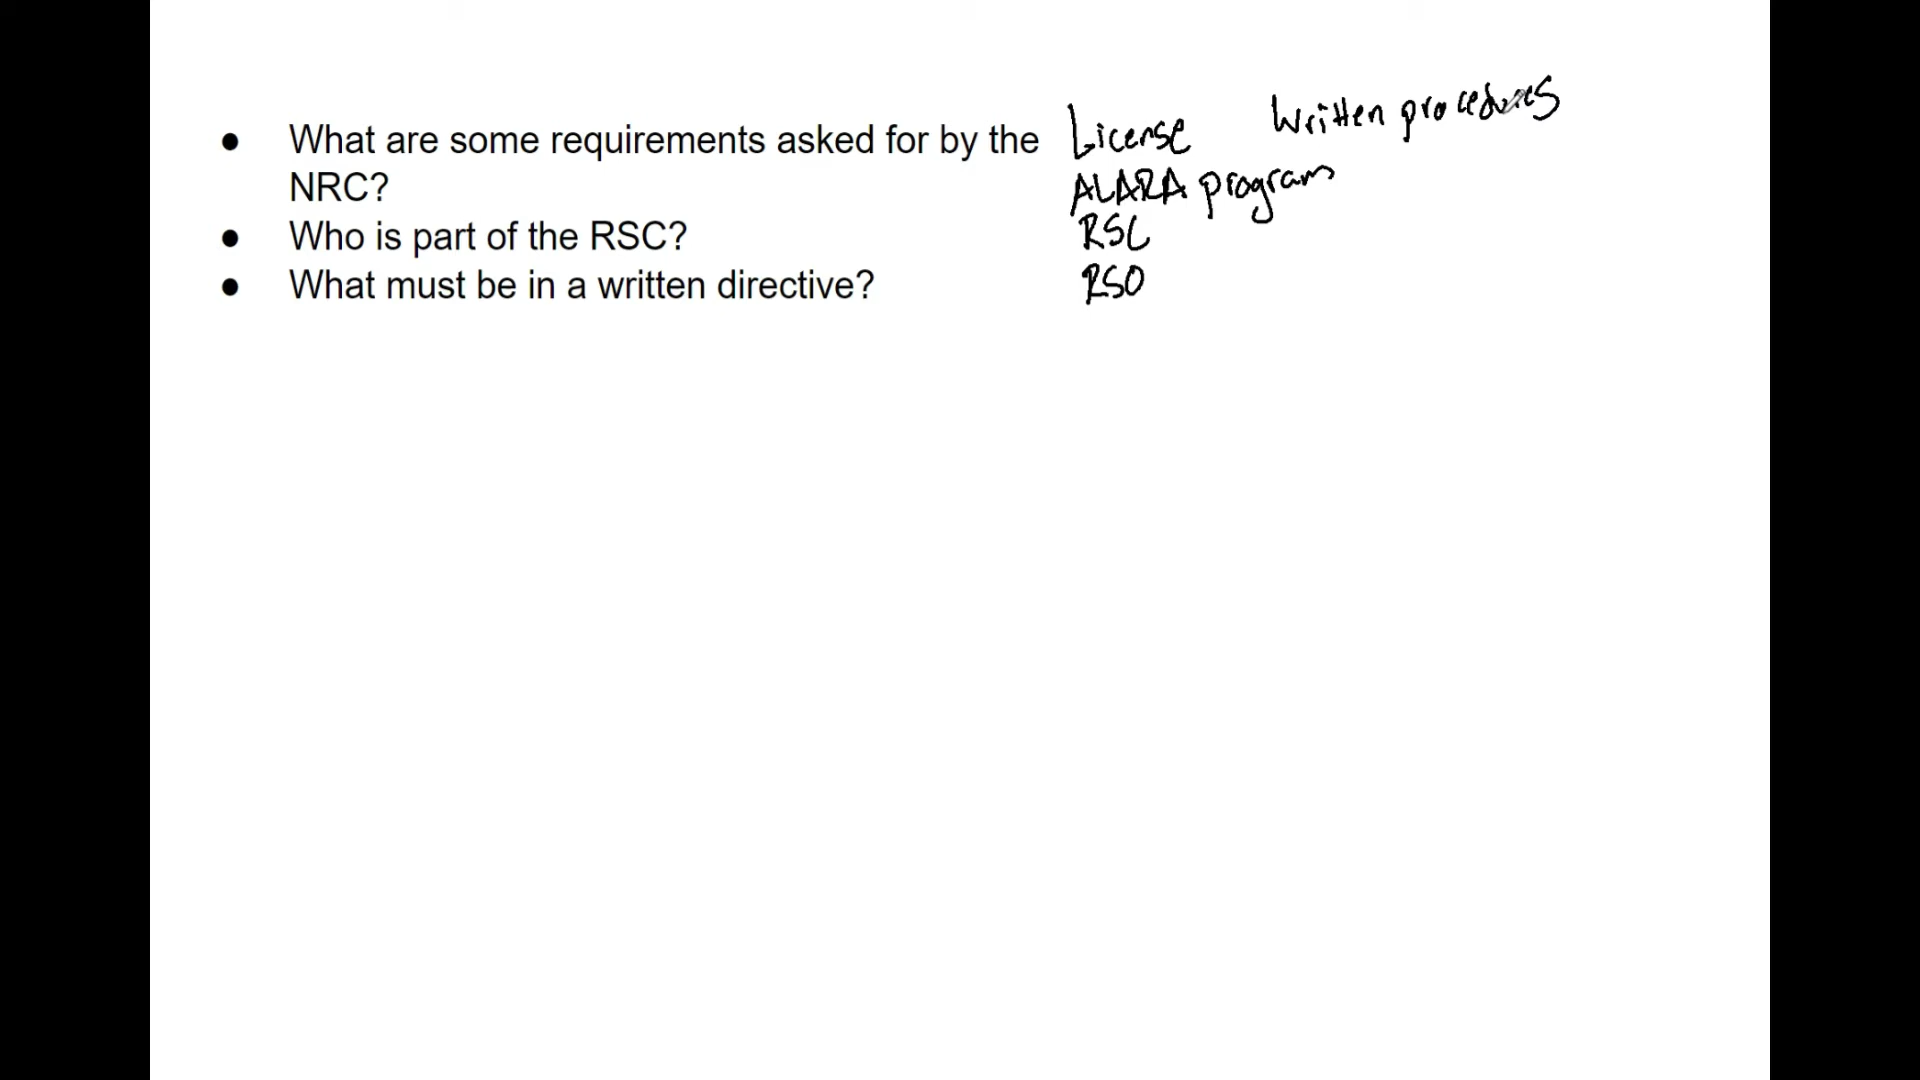 ● What are some requirements asked for by the
NRC?
● Who is part of the RSC?
● What must be in a written directive?
License
Written procedures
ALARA program
RSC
RSO